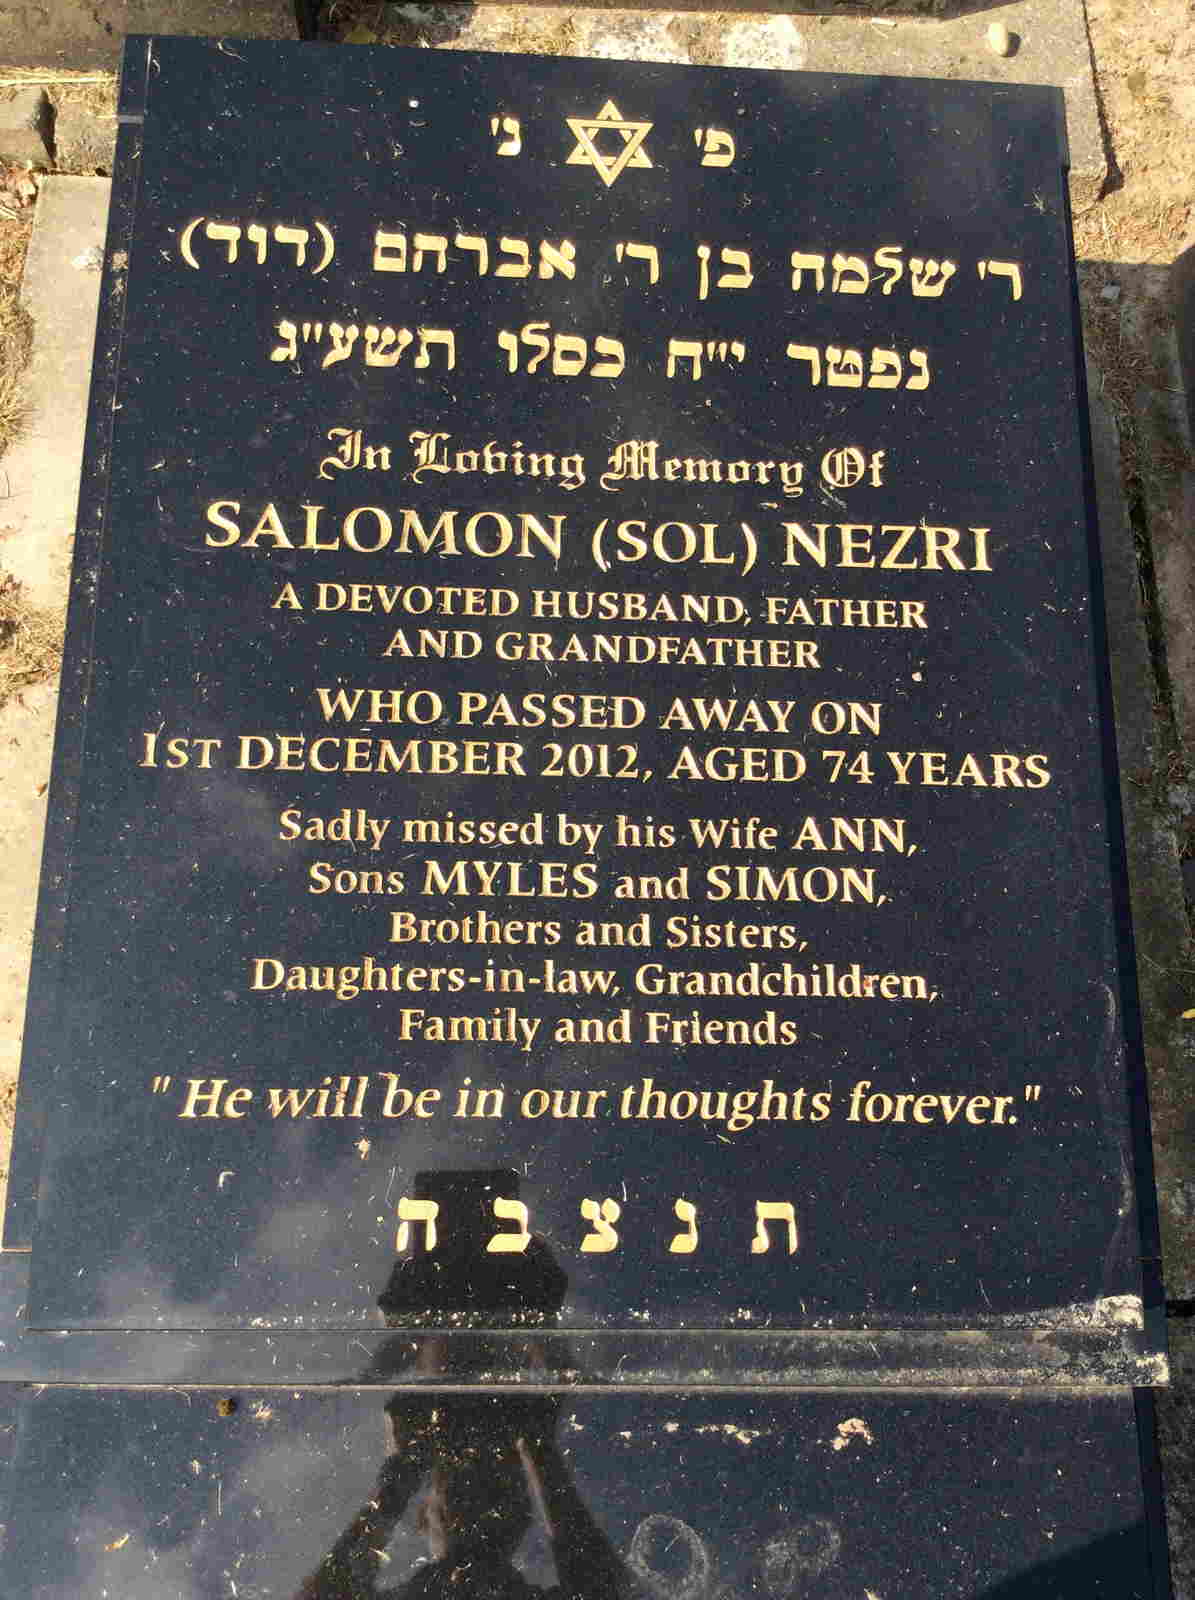 פ' נ'
ר' שלמה בן ר' אברהם (דוד)
נפטר י"ח כסלו תשע"ג
In Loving Memory Of
SALOMON (SOL) NEZRI
A DEVOTED HUSBAND, FATHER
AND GRANDFATHER
WHO PASSED AWAY ON
1ST DECEMBER 2012, AGED 74 YEARS
Sadly missed by his Wife ANN,
Sons MYLES and SIMON,
Brothers and Sisters,
Daughters-in-law, Grandchildren,
Family and Friends
"He will be in our thoughts forever."
ת נ צ ב ה